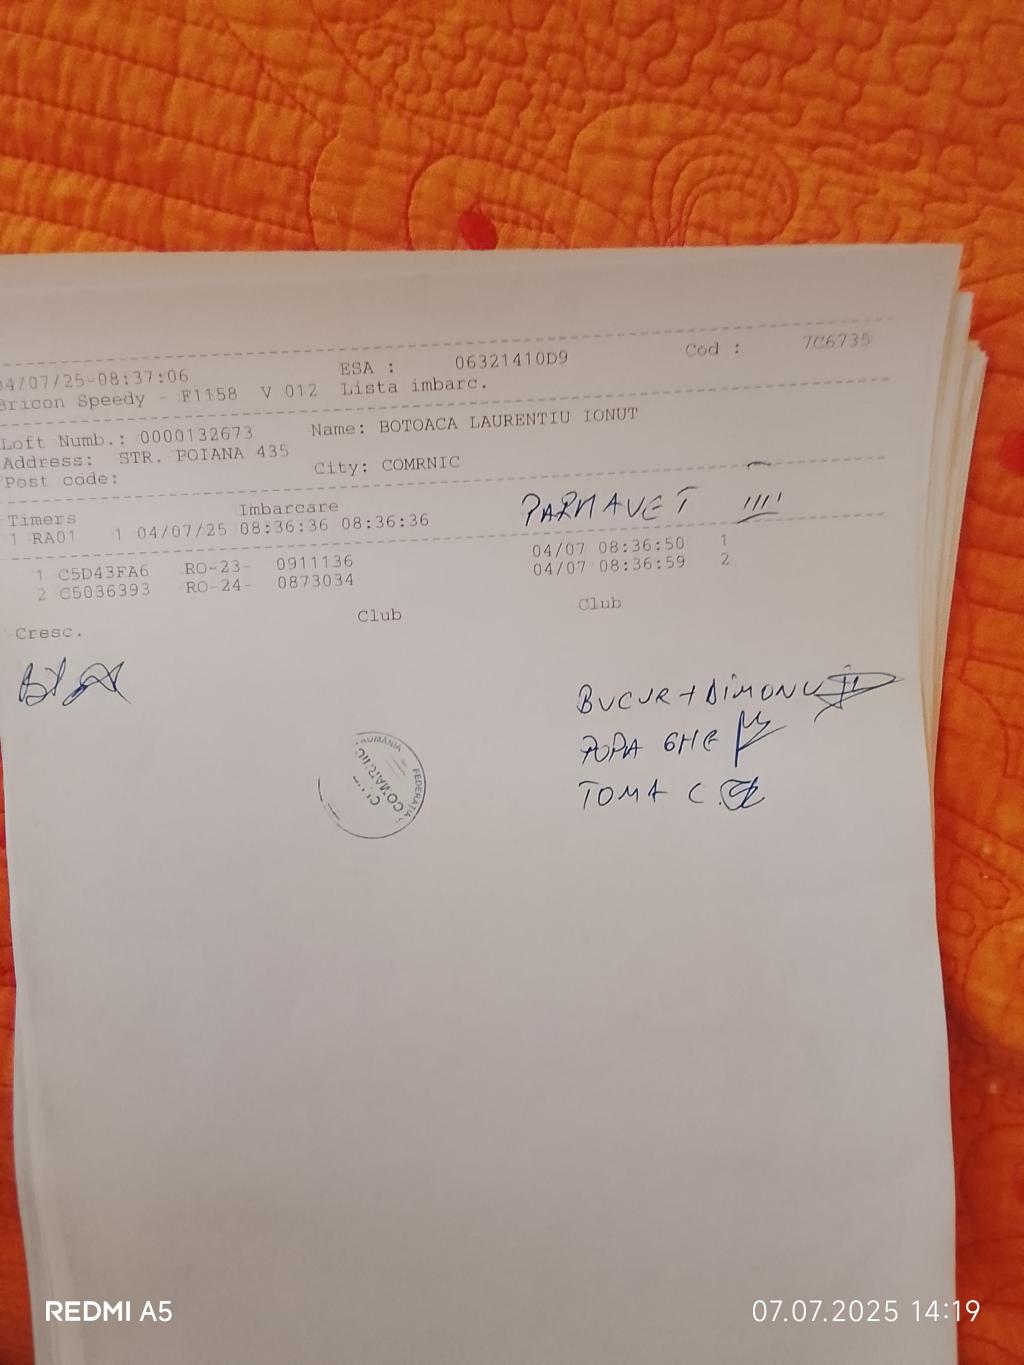 04/07/25-08:37:06 ESA : 06321410D9 Cod : 7C6735
Bricon Speedy - F1158 V 012 Lista imbarc.
Loft Numb.: 0000132673 Name: BOTOACA LAURENTIU IONUT
Address: STR. POIANA 435
Post code: City: COMRNIC
Timers Imbarcare PARMAVET IIII
1 RA01 1 04/07/25 08:36:36 08:36:36
1 C5D43FA6 RO-23- 0911136 04/07 08:36:50 1
2 C5036393 RO-24- 0873034 04/07 08:36:59 2
Cresc. Club Club
BUCUR
POPA GHE
TOMA C.
ROMANIA
FEDERATIA
COMARNIC
REDMI A5
07.07.2025 14:19